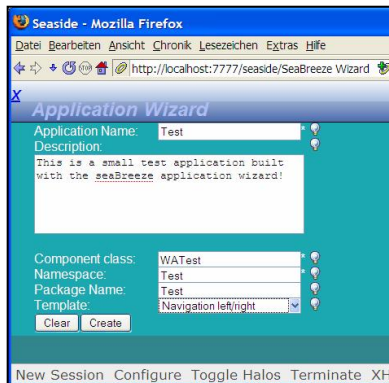 Seaside - Mozilla Firefox
Datei Bearbeiten Ansicht Chronik Lesezeichen Extras Hilfe
http://localhost:7777/seaside/SeaBreeze Wizard
X
Application Wizard
Application Name: Test *
Description:
This is a small test application built
with the seaBreeze application wizard!
Component class: WATest *
Namespace: Test *
Package Name: Test
Template: Navigation left/right
Clear Create
New Session Configure Toggle Halos Terminate XH